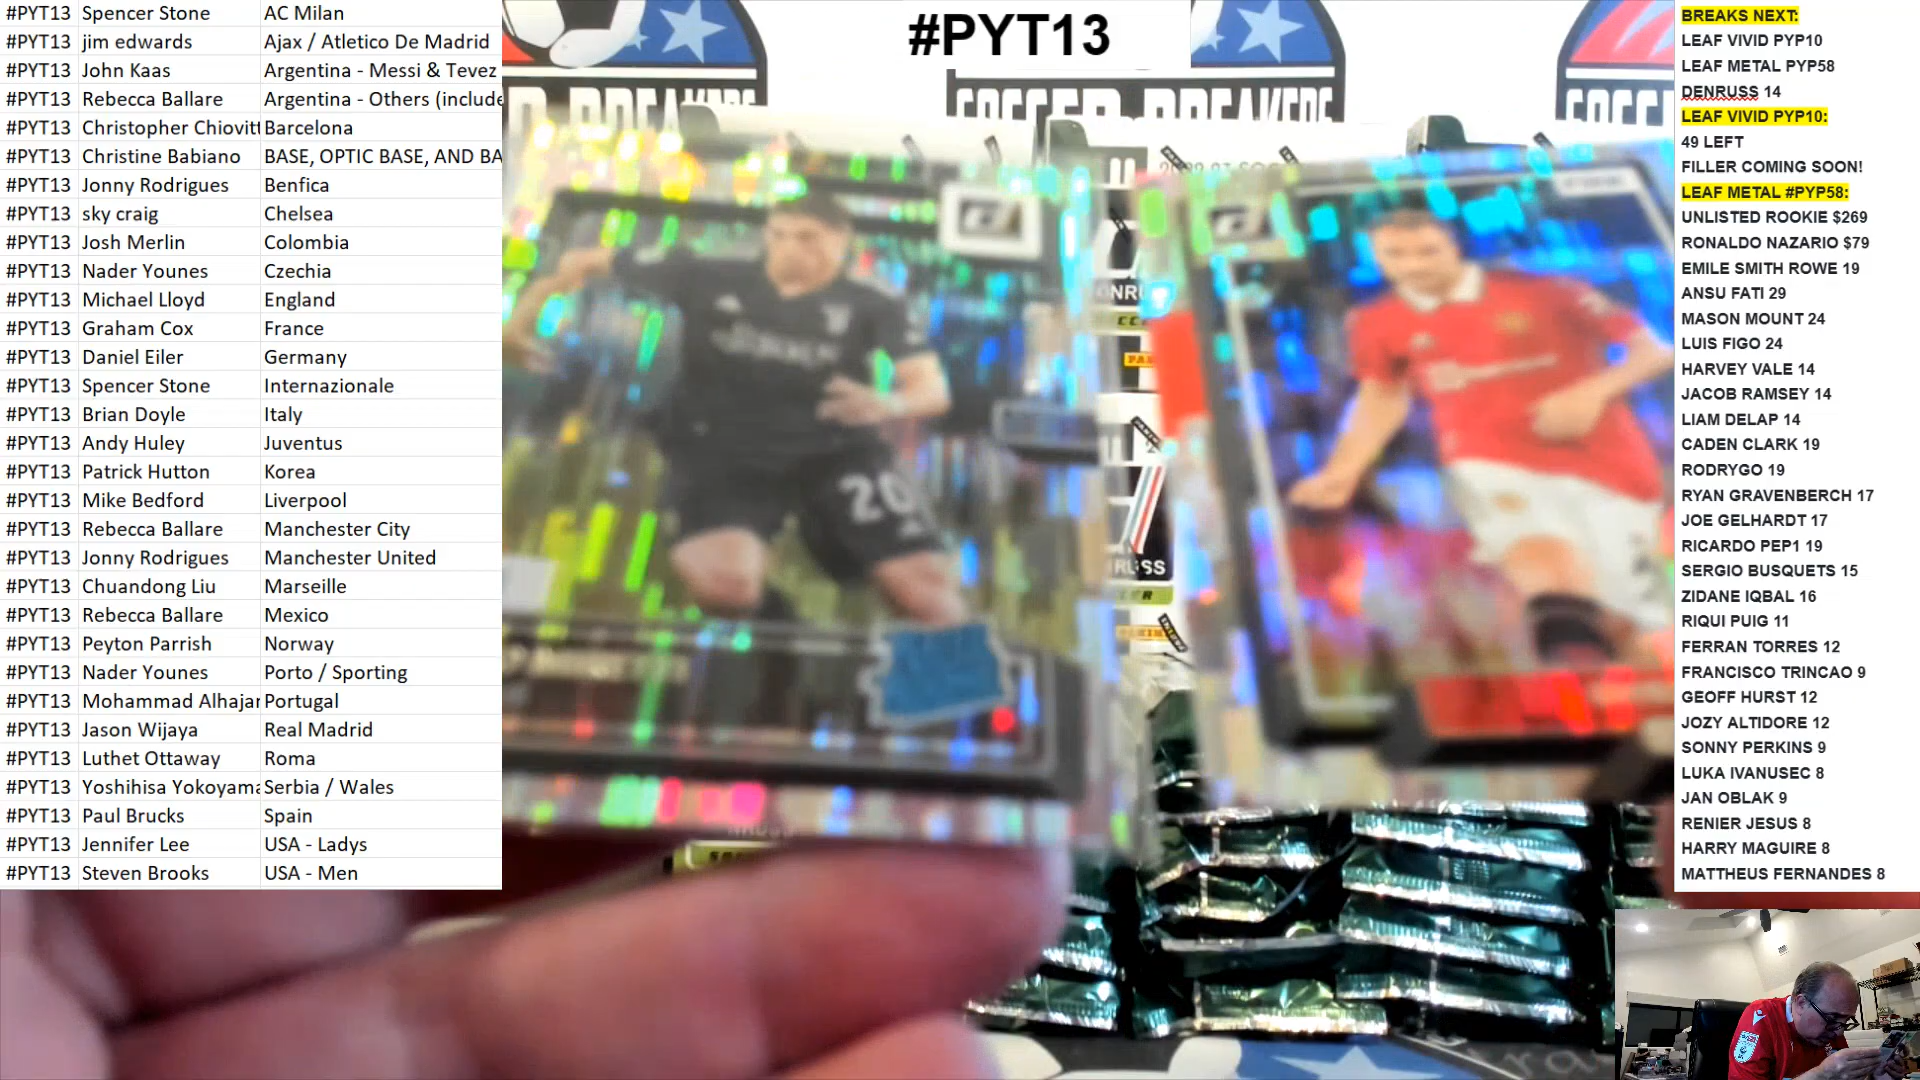 #PYT13 Spencer Stone AC Milan
#PYT13 jim edwards Ajax / Atletico De Madrid
#PYT13 John Kaas Argentina - Messi & Tevez
#PYT13 Rebecca Ballare Argentina - Others (include
#PYT13 Christopher Chiovitt Barcelona
#PYT13 Christine Babiano BASE, OPTIC BASE, AND BA
#PYT13 Jonny Rodrigues Benfica
#PYT13 sky craig Chelsea
#PYT13 Josh Merlin Colombia
#PYT13 Nader Younes Czechia
#PYT13 Michael Lloyd England
#PYT13 Graham Cox France
#PYT13 Daniel Eiler Germany
#PYT13 Spencer Stone Internazionale
#PYT13 Brian Doyle Italy
#PYT13 Andy Huley Juventus
#PYT13 Patrick Hutton Korea
#PYT13 Mike Bedford Liverpool
#PYT13 Rebecca Ballare Manchester City
#PYT13 Jonny Rodrigues Manchester United
#PYT13 Chuandong Liu Marseille
#PYT13 Rebecca Ballare Mexico
#PYT13 Peyton Parrish Norway
#PYT13 Nader Younes Porto / Sporting
#PYT13 Mohammad Alhajar Portugal
#PYT13 Jason Wijaya Real Madrid
#PYT13 Luthet Ottaway Roma
#PYT13 Yoshihisa Yokoyama Serbia / Wales
#PYT13 Paul Brucks Spain
#PYT13 Jennifer Lee USA - Ladys
#PYT13 Steven Brooks USA - Men
#PYT13
SOCCER BREAKERS
20
BREAKS NEXT:
LEAF VIVID PYP10
LEAF METAL PYP58
DENRUSS 14
LEAF VIVID PYP10:
49 LEFT
FILLER COMING SOON!
LEAF METAL #PYP58:
UNLISTED ROOKIE $269
RONALDO NAZARIO $79
EMILE SMITH ROWE 19
ANSU FATI 29
MASON MOUNT 24
LUIS FIGO 24
HARVEY VALE 14
JACOB RAMSEY 14
LIAM DELAP 14
CADEN CLARK 19
RODRYGO 19
RYAN GRAVENBERCH 17
JOE GELHARDT 17
RICARDO PEP1 19
SERGIO BUSQUETS 15
ZIDANE IQBAL 16
RIQUI PUIG 11
FERRAN TORRES 12
FRANCISCO TRINCAO 9
GEOFF HURST 12
JOZY ALTIDORE 12
SONNY PERKINS 9
LUKA IVANUSEC 8
JAN OBLAK 9
RENIER JESUS 8
HARRY MAGUIRE 8
MATTHEUS FERNANDES 8